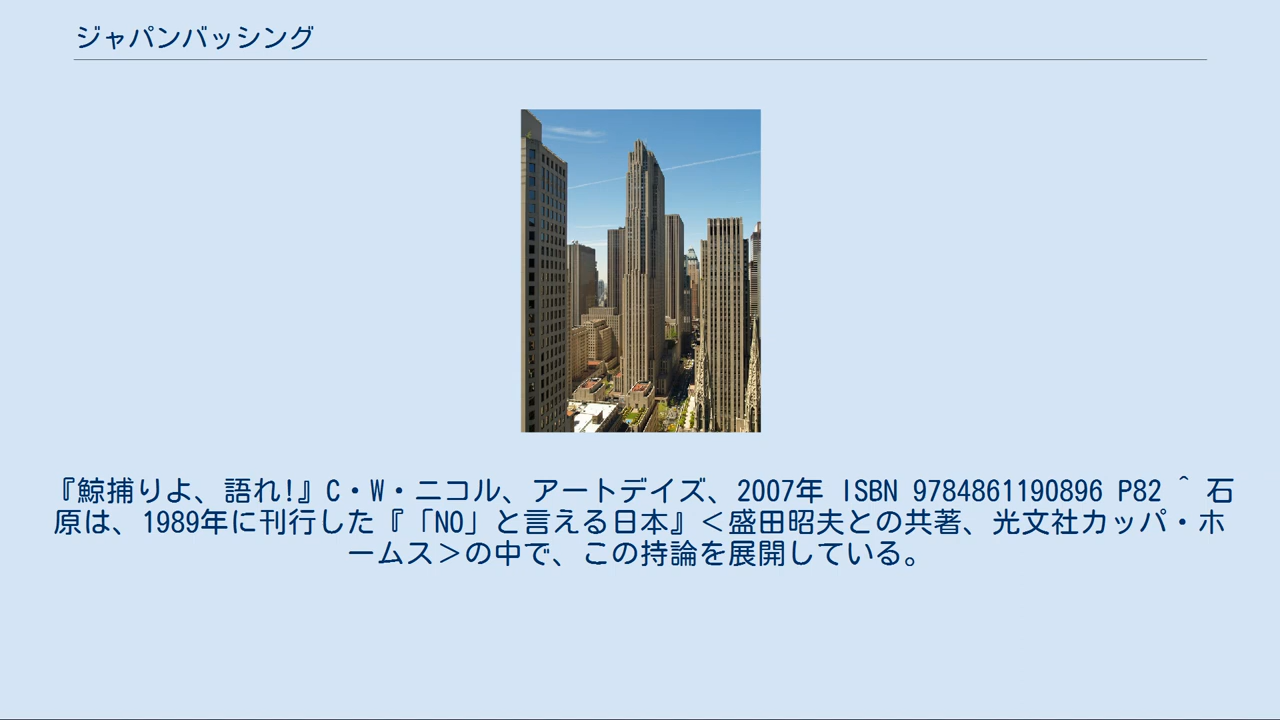 ジャパンバッシング
『鯨捕りよ、語れ!』C・W・ニコル、アートデイズ、2007年 ISBN 9784861190896 P82 ^ 石
原は、1989年に刊行した『「NO」と言える日本』＜盛田昭夫との共著、光文社カッパ・ホ
ームス＞の中で、この持論を展開している。